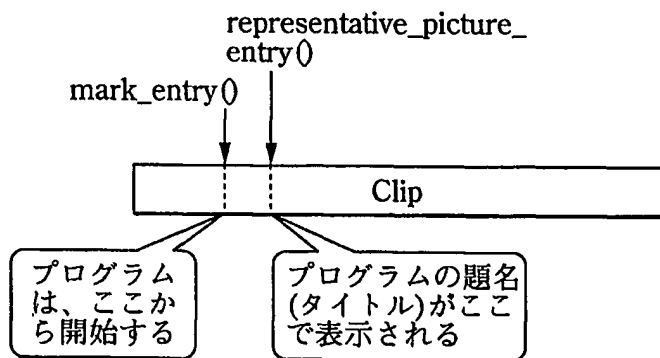 representative_picture_
entry()
mark_entry()
Clip
プログラム
は、ここか
ら開始する
プログラムの題名
(タイトル)がここ
で表示される